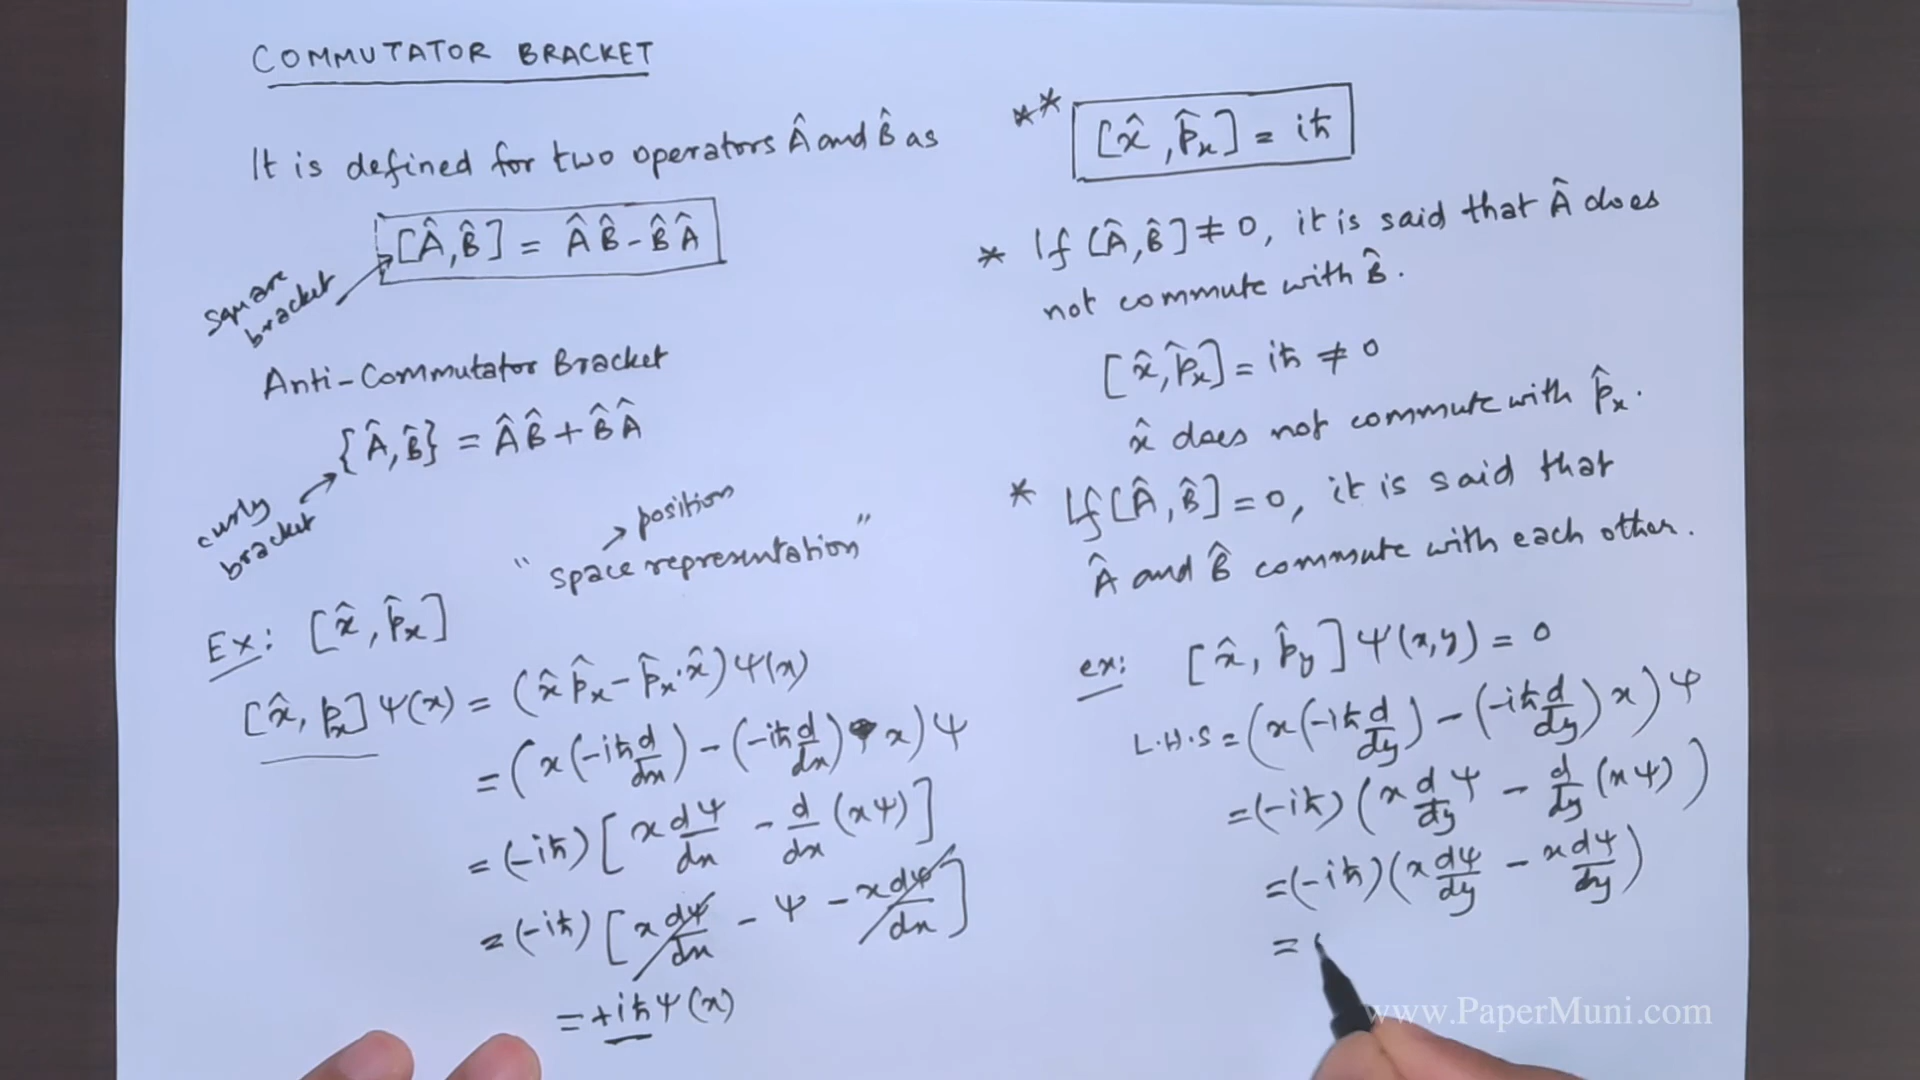 COMMUTATOR BRACKET
It is defined for two operators Â and B̂ as
[Â, B̂] = ÂB̂ - B̂Â
square
bracket
Anti-Commutator Bracket
{Â, B̂} = ÂB̂ + B̂Â
curly
bracket
→ position
"space representation"
Ex: [x̂, p̂x]
[x̂, px] Ψ(x) = (x̂ p̂x - p̂x·x̂) Ψ(x)
= (x(-iħ d/dx) - (-iħ d/dx) x) Ψ
= (-iħ) [x dΨ/dx - d/dx (xΨ)]
= (-iħ) [x dΨ/dx - Ψ - x dΨ/dx]
= +iħ Ψ(x)
** [x̂, p̂x] = iħ
* If [Â, B̂] ≠ 0, it is said that Â does
not commute with B̂.
[x̂, p̂x] = iħ ≠ 0
x̂ does not commute with p̂x.
* If [Â, B̂] = 0, it is said that
Â and B̂ commute with each other.
ex: [x̂, p̂y] Ψ(x,y) = 0
L.H.S = (x(-iħ d/dy) - (-iħ d/dy) x) Ψ
= (-iħ) (x d/dy Ψ - d/dy (xΨ))
= (-iħ) (x dΨ/dy - x dΨ/dy)
=
www.PaperMuni.com